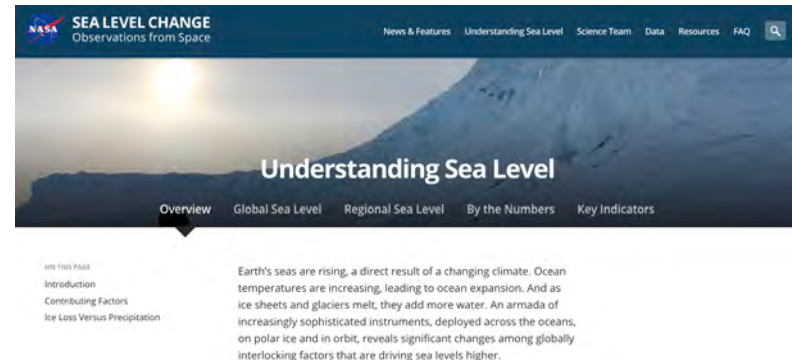 NASA
SEA LEVEL CHANGE
Observations from Space
News & Features Understanding Sea Level Science Team Data Resources FAQ
Understanding Sea Level
Overview Global Sea Level Regional Sea Level By the Numbers Key Indicators
ON THIS PAGE
Introduction
Contributing Factors
Ice Loss Versus Precipitation
Earth's seas are rising, a direct result of a changing climate. Ocean
temperatures are increasing, leading to ocean expansion. And as
ice sheets and glaciers melt, they add more water. An armada of
increasingly sophisticated instruments, deployed across the oceans,
on polar ice and in orbit, reveals significant changes among globally
interlocking factors that are driving sea levels higher.